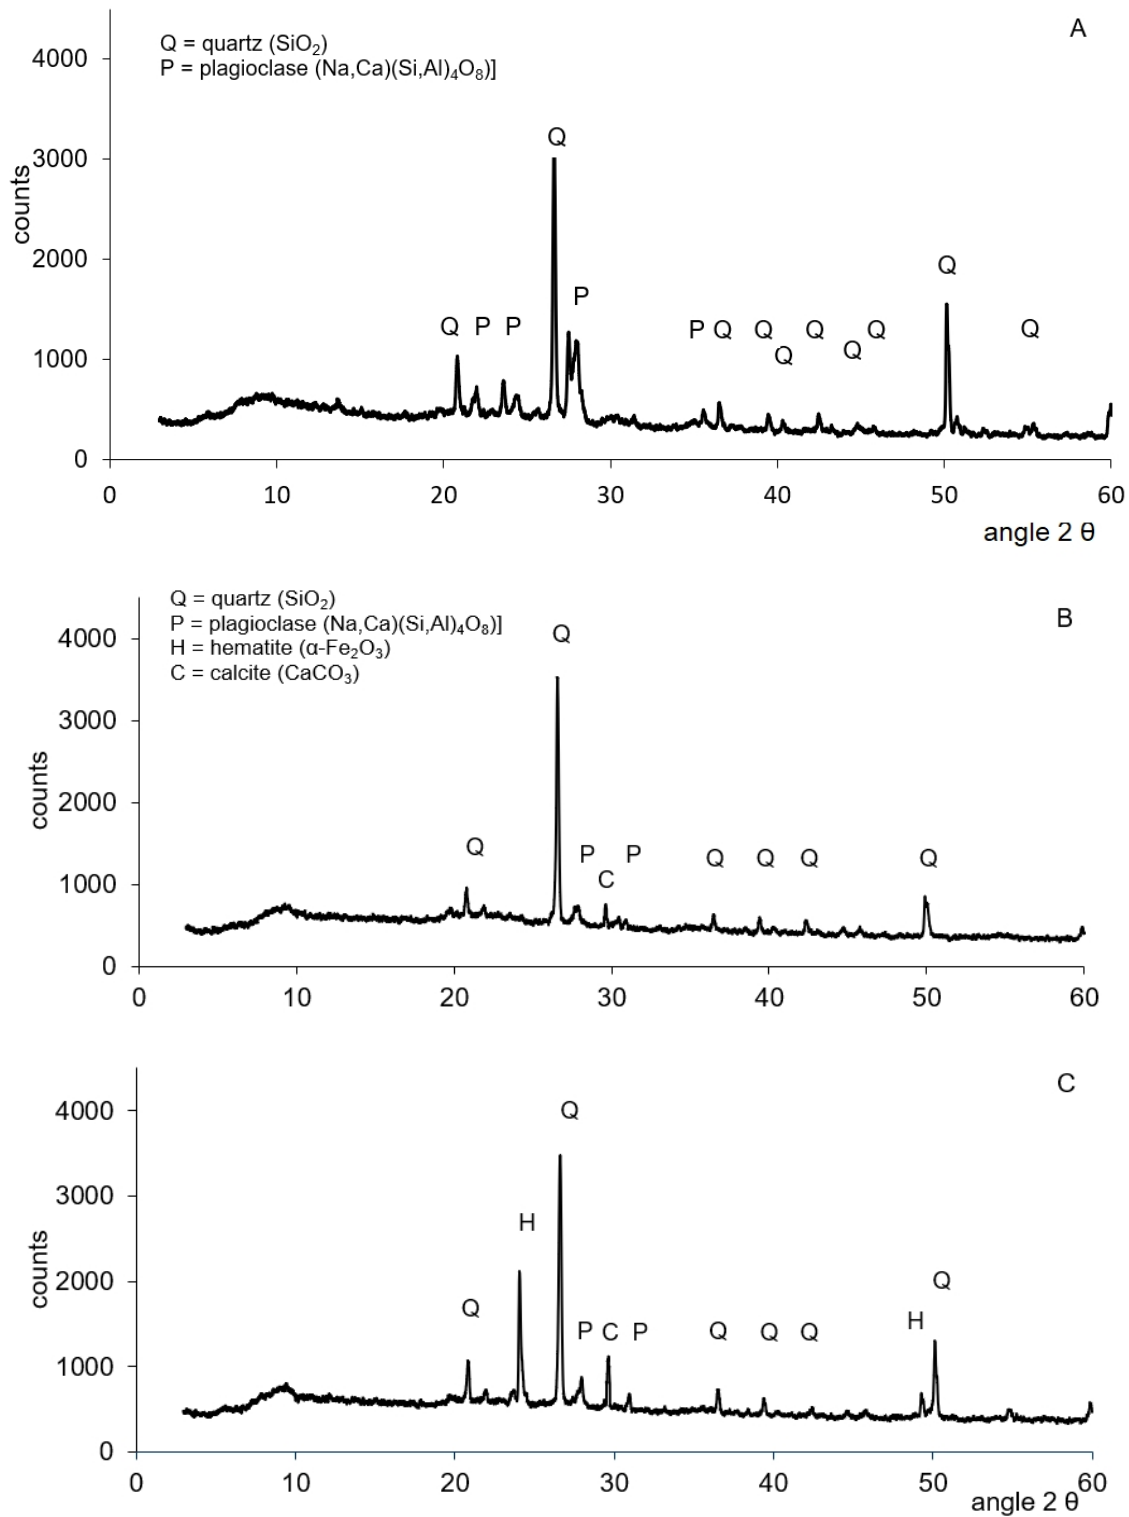 A
Q = quartz (SiO₂)
P = plagioclase (Na,Ca)(Si,Al)₄O₈)]
4000
3000
2000
1000
0
counts
Q
Q P P
P
P Q Q Q Q
Q Q
Q
Q
0 10 20 30 40 50 60
angle 2 θ
B
Q = quartz (SiO₂)
P = plagioclase (Na,Ca)(Si,Al)₄O₈)]
H = hematite (α-Fe₂O₃)
C = calcite (CaCO₃)
4000
3000
2000
1000
0
counts
Q
Q
P P
C
Q Q Q Q
0 10 20 30 40 50 60
C
4000
3000
2000
1000
0
counts
Q
H
Q
Q
H
P C P Q Q Q
0 10 20 30 40 50 60
angle 2 θ